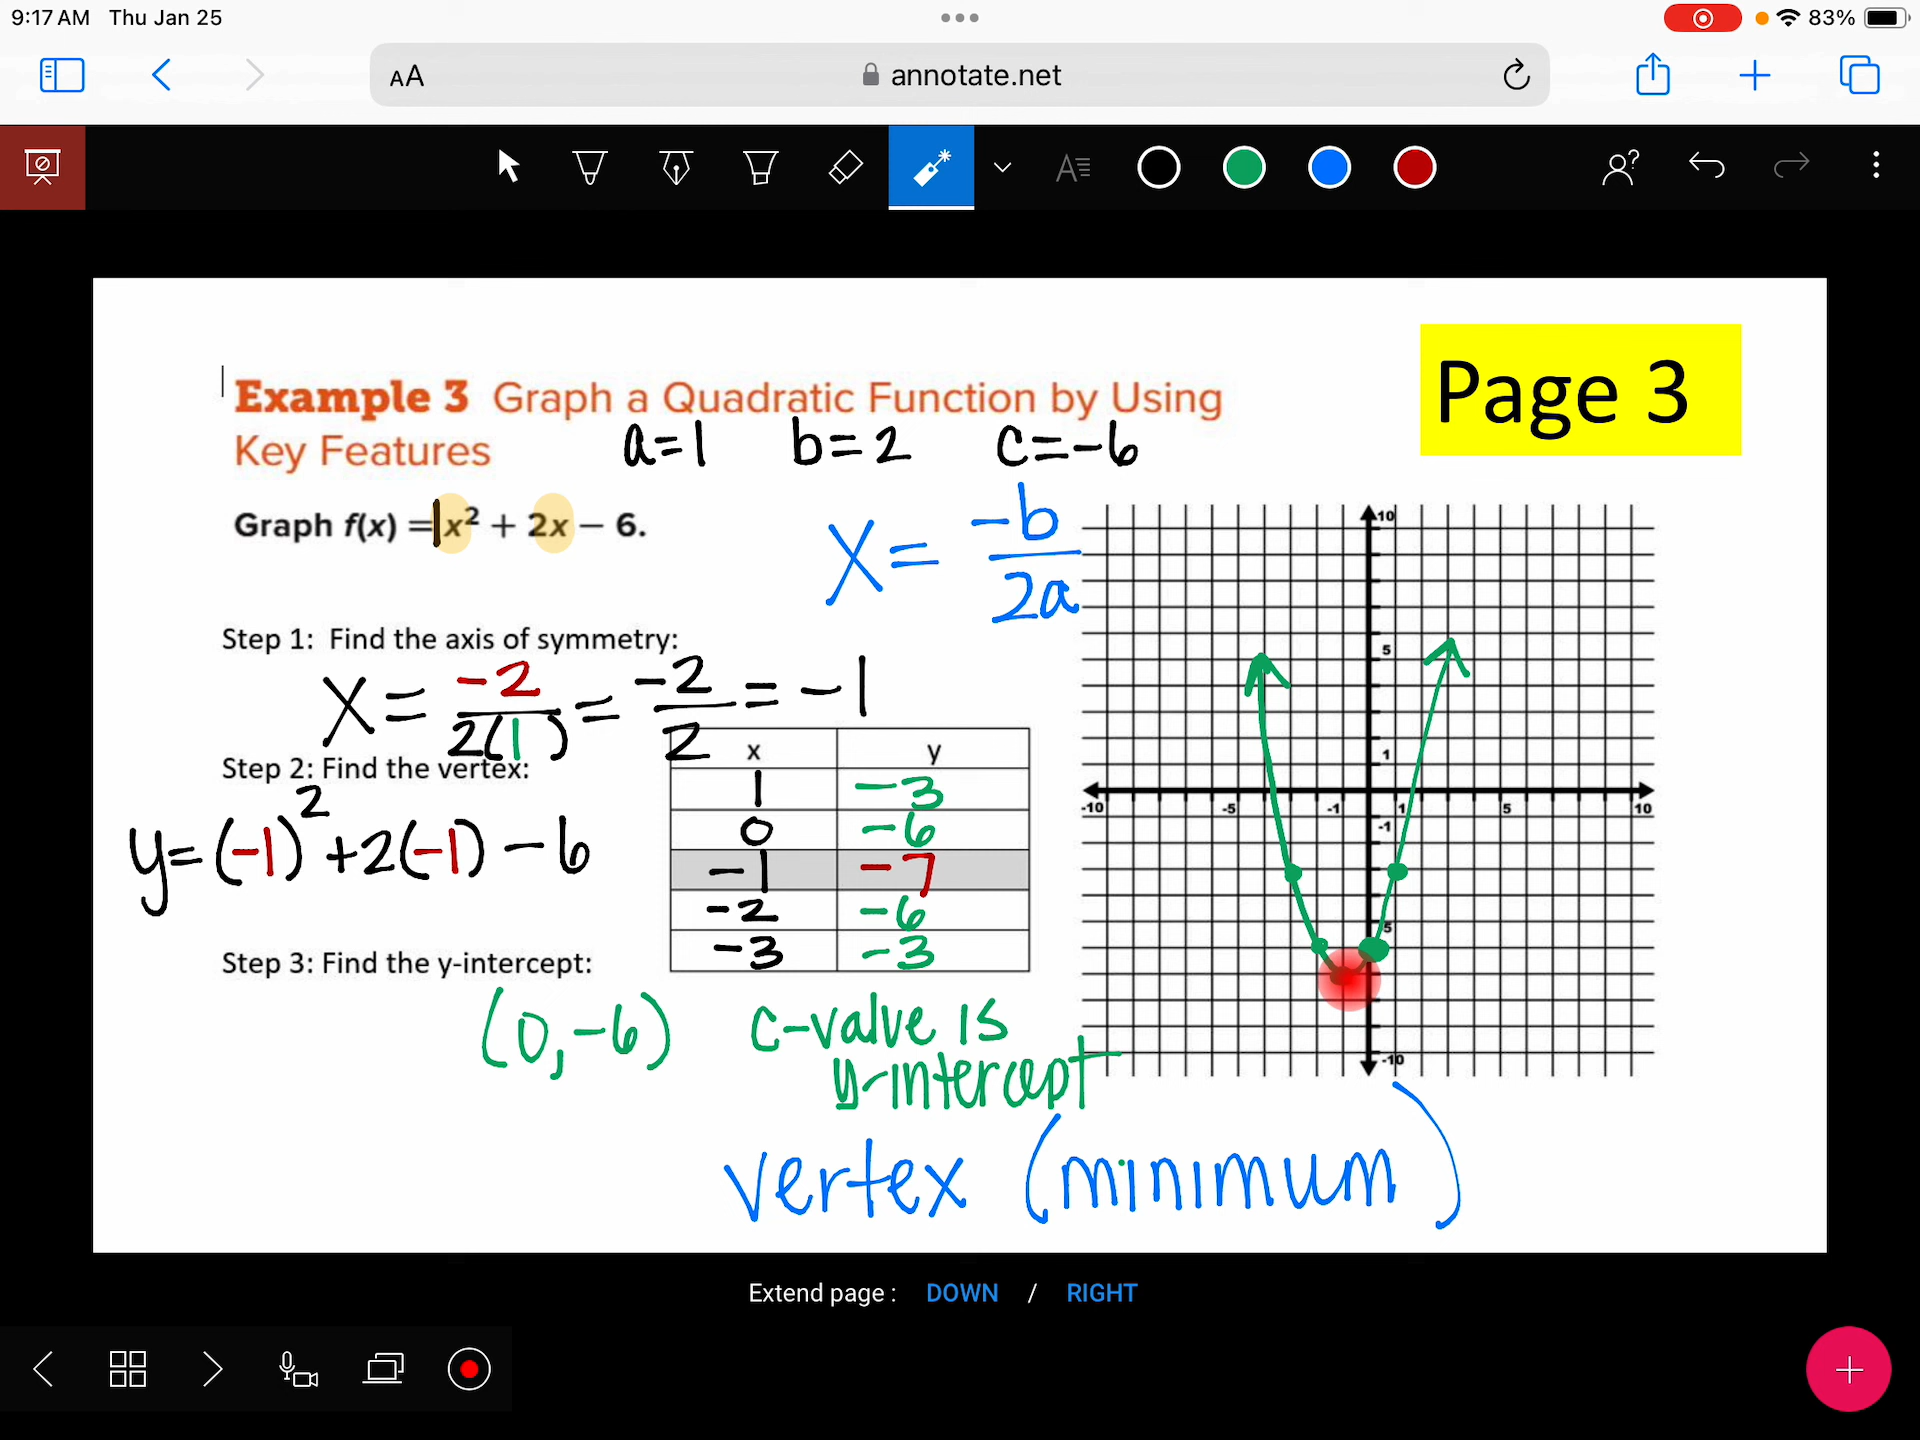 9:17 AM Thu Jan 25
83%
AA
annotate.net
Page 3
Example 3 Graph a Quadratic Function by Using
Key Features
a=1 b=2 c=-6
Graph f(x) = 1x² + 2x – 6.
x= -b/2a
Step 1: Find the axis of symmetry:
x= -2/2(1) = -2/2 = -1
Step 2: Find the vertex:
y=(-1)²+2(-1)-6
x y
1 -3
0 -6
-1 -7
-2 -6
-3 -3
Step 3: Find the y-intercept:
(0,-6)
c-value is
y-intercept
10
5
1
-10 -5 -1 1 5 10
-1
5
-10
vertex (minimum)
Extend page : DOWN / RIGHT